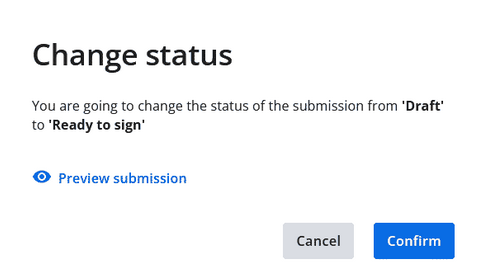 Change status
You are going to change the status of the submission from 'Draft'
to 'Ready to sign'
Preview submission
Cancel
Confirm